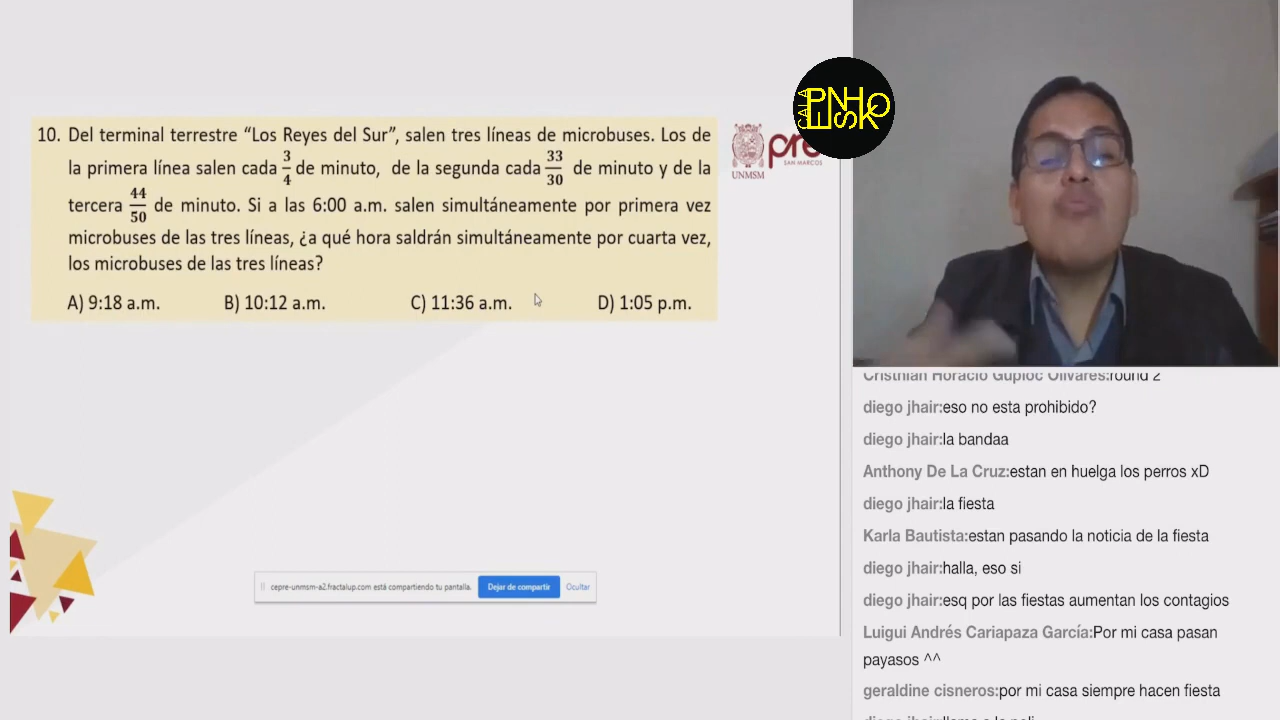 10. Del terminal terrestre “Los Reyes del Sur”, salen tres líneas de microbuses. Los de
la primera línea salen cada 3/4 de minuto, de la segunda cada 33/30 de minuto y de la
tercera 44/50 de minuto. Si a las 6:00 a.m. salen simultáneamente por primera vez
microbuses de las tres líneas, ¿a qué hora saldrán simultáneamente por cuarta vez,
los microbuses de las tres líneas?
A) 9:18 a.m. B) 10:12 a.m. C) 11:36 a.m. D) 1:05 p.m.
UNMSM
pre
SAN MARCOS
cepre-unmsm-a2.fractalup.com está compartiendo tu pantalla. Dejar de compartir Ocultar
Cristhian Horacio Gupioc Olivares:round 2
diego jhair:eso no esta prohibido?
diego jhair:la bandaa
Anthony De La Cruz:estan en huelga los perros xD
diego jhair:la fiesta
Karla Bautista:estan pasando la noticia de la fiesta
diego jhair:halla, eso si
diego jhair:esq por las fiestas aumentan los contagios
Luigui Andrés Cariapaza García:Por mi casa pasan
payasos ^^
geraldine cisneros:por mi casa siempre hacen fiesta